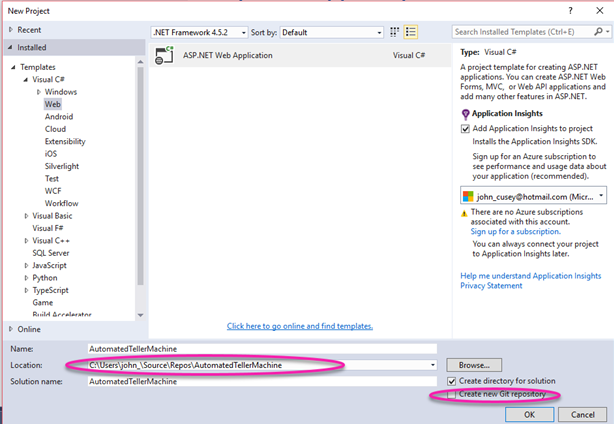 New Project
? ×
Recent
.NET Framework 4.5.2
Sort by: Default
Search Installed Templates (Ctrl+E)
Installed
Templates
Visual C#
Windows
Web
Android
Cloud
Extensibility
iOS
Silverlight
Test
WCF
Workflow
Visual Basic
Visual F#
Visual C++
SQL Server
JavaScript
Python
TypeScript
Game
Build Accelerator
Online
ASP.NET Web Application
Visual C#
Click here to go online and find templates.
Type: Visual C#
A project template for creating ASP.NET
applications. You can create ASP.NET Web
Forms, MVC, or Web API applications and
add many other features in ASP.NET.
Application Insights
Add Application Insights to project
Installs the Application Insights SDK.
Sign up for an Azure subscription to
see performance and usage data about
your application (recommended).
john_cusey@hotmail.com (Micr...
There are no Azure subscriptions
associated with this account.
Sign up for a subscription.
You can always connect your project
to Application Insights later.
Help me understand Application Insights
Privacy Statement
Name: AutomatedTellerMachine
Location: C:\Users\john_\Source\Repos\AutomatedTellerMachine
Browse...
Solution name: AutomatedTellerMachine
Create directory for solution
Create new Git repository
OK
Cancel